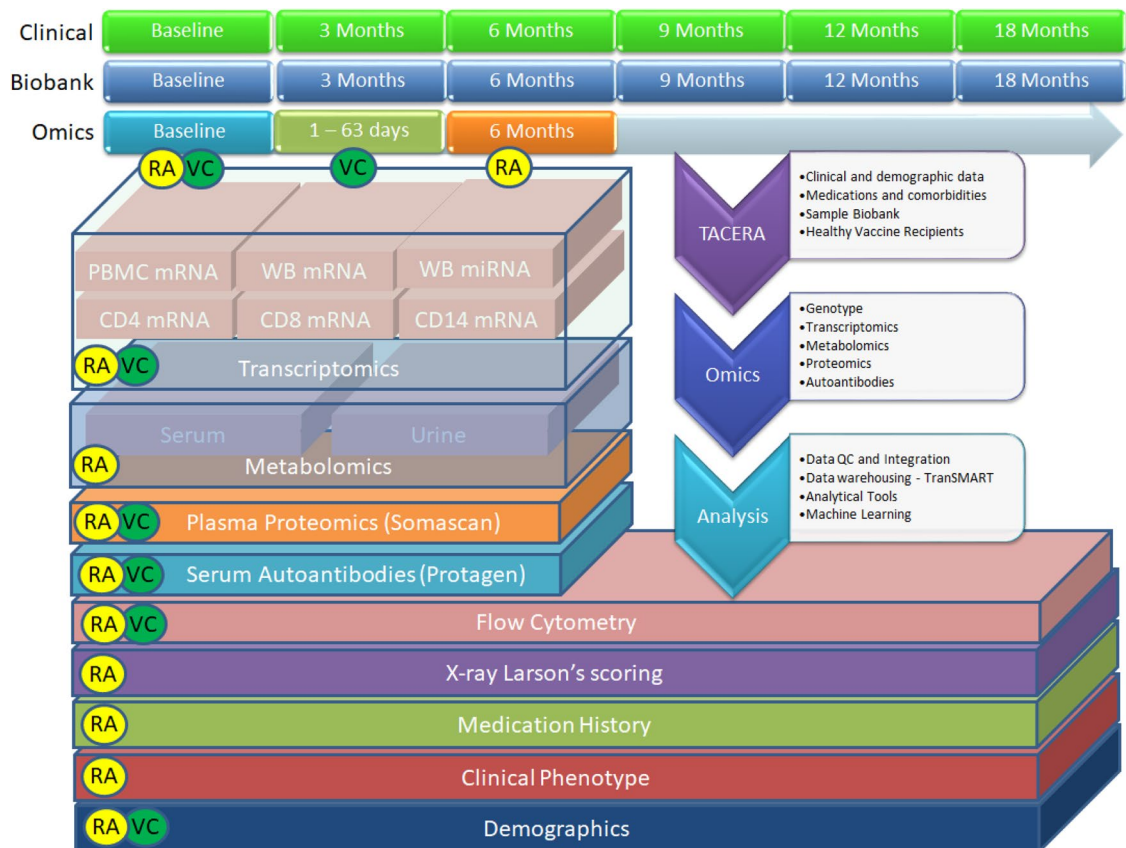 Clinical Baseline 3 Months 6 Months 9 Months 12 Months 18 Months
Biobank Baseline 3 Months 6 Months 9 Months 12 Months 18 Months
Omics Baseline 1 – 63 days 6 Months
RA VC VC RA
PBMC mRNA WB mRNA WB miRNA
CD4 mRNA CD8 mRNA CD14 mRNA
RA VC Transcriptomics
Serum Urine
RA Metabolomics
RA VC Plasma Proteomics (Somascan)
RA VC Serum Autoantibodies (Protagen)
RA VC Flow Cytometry
RA X-ray Larson's scoring
RA Medication History
RA Clinical Phenotype
RA VC Demographics
TACERA
•Clinical and demographic data
•Medications and comorbidities
•Sample Biobank
•Healthy Vaccine Recipients
Omics
•Genotype
•Transcriptomics
•Metabolomics
•Proteomics
•Autoantibodies
Analysis
•Data QC and Integration
•Data warehousing - TranSMART
•Analytical Tools
•Machine Learning